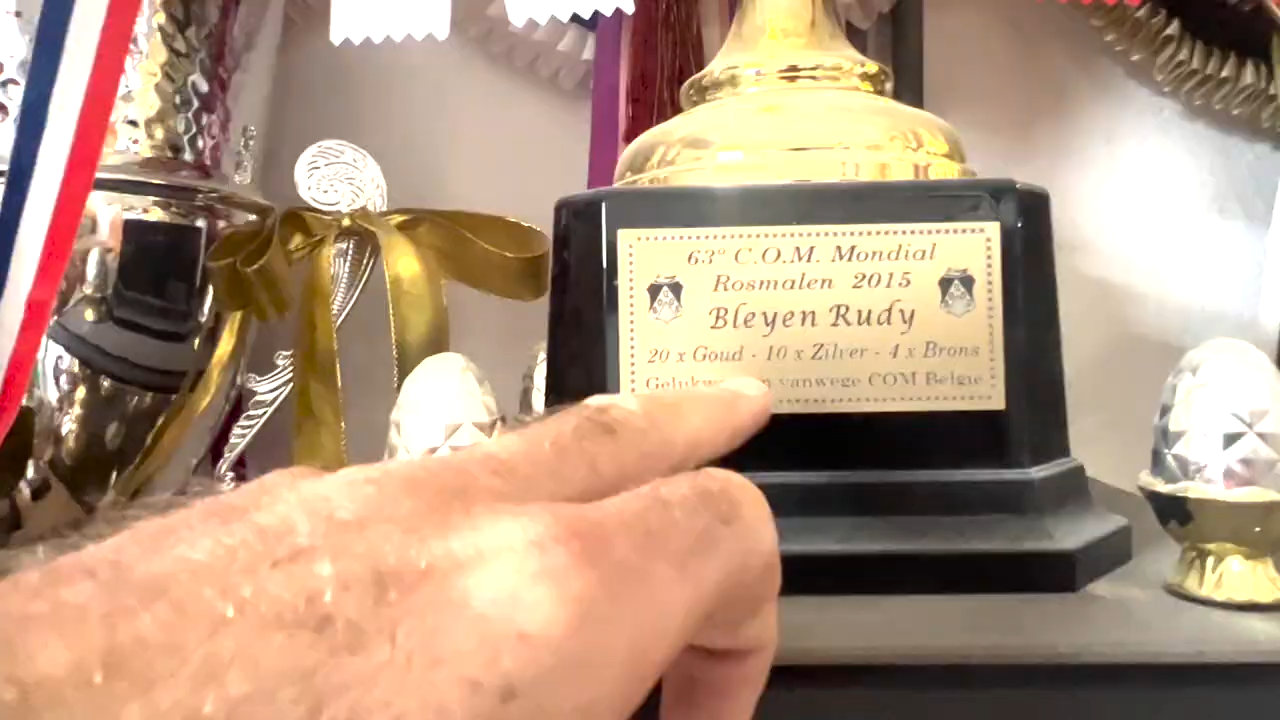 63° C.O.M. Mondial
Rosmalen 2015
Bleyen Rudy
20 x Goud - 10 x Zilver - 4 x Brons
vanwege COM Belgie